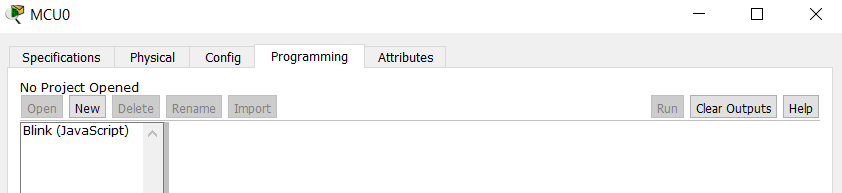 MCU0
Specifications Physical Config Programming Attributes
No Project Opened
Open New Delete Rename Import Run Clear Outputs Help
Blink (JavaScript)